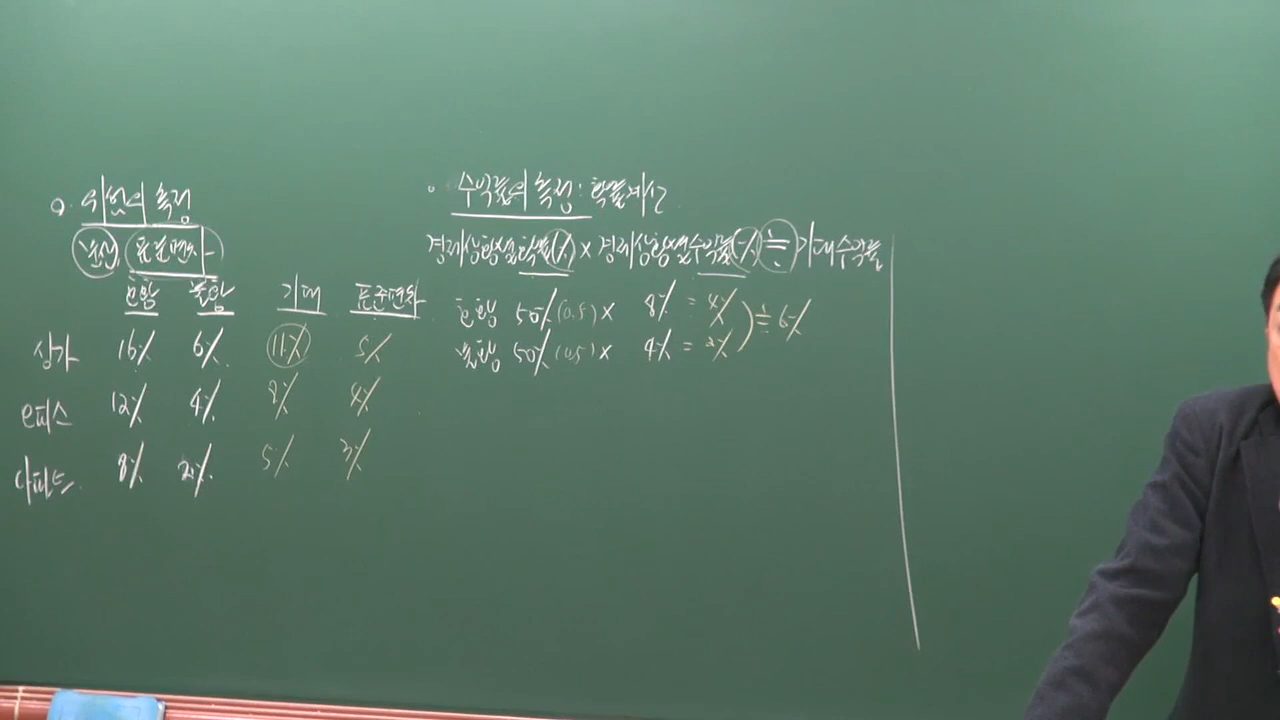 o. 위험의 측정
분산 표준편차
호황 불황 기대 표준편차
상가 16% 6% 11% 5%
오피스 12% 4% 8% 4%
아파트 8% 2% 5% 3%
수익률의 측정: 확률계산
경제상황별확률(%) × 경제상황별수익률(%) ≒ 기대수익률
호황 50%(0.5)× 8% = 4%
불황 50%(0.5)× 4% = 2% ) ≒ 6%